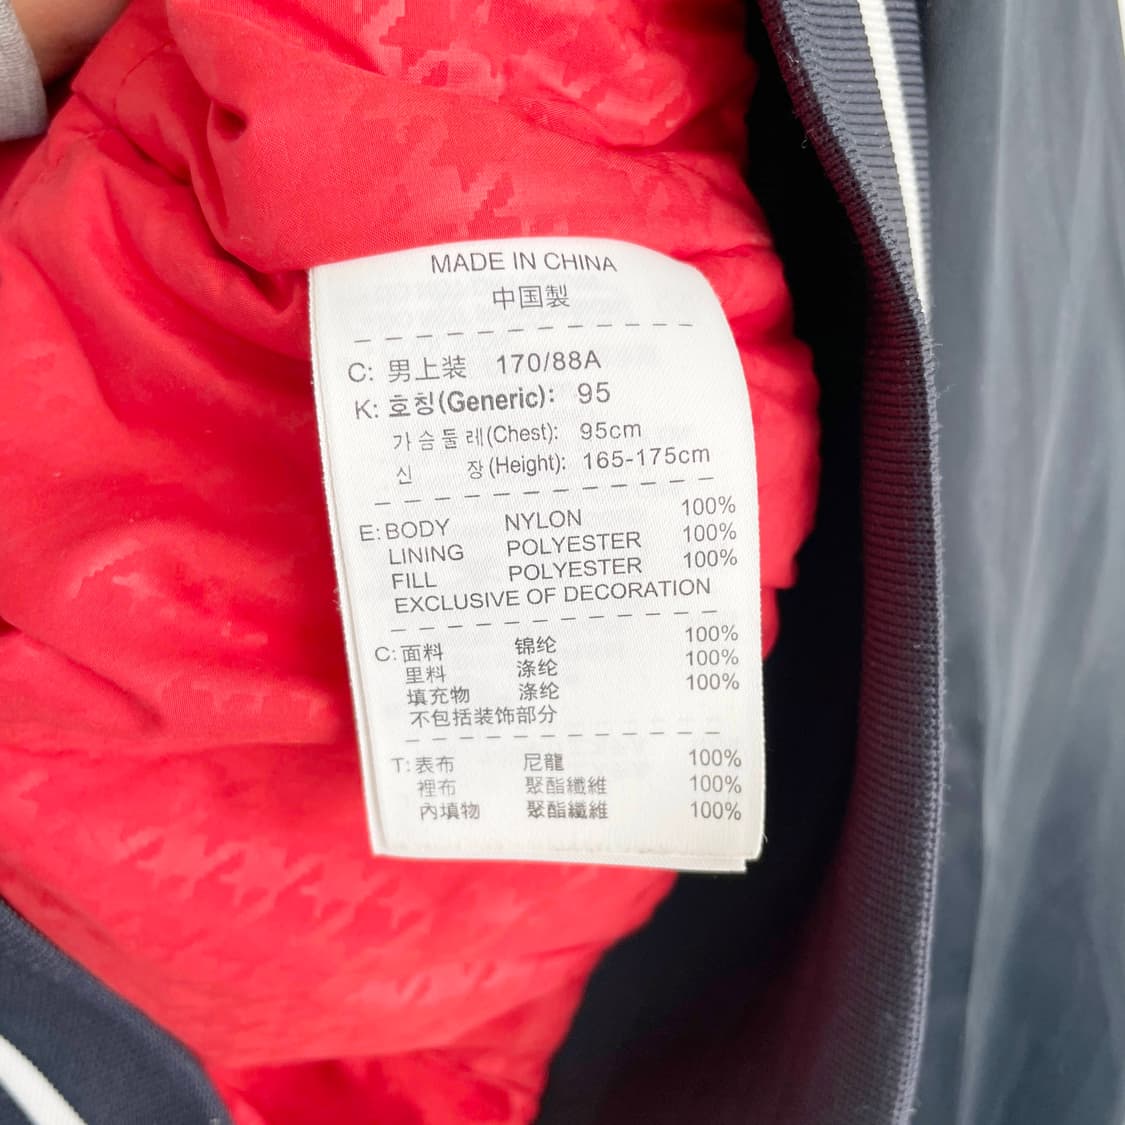 MADE IN CHINA
中国製
C: 男上装 170/88A
K: 호칭(Generic): 95
가슴둘레(Chest): 95cm
신 장(Height): 165-175cm
E: BODY NYLON 100%
LINING POLYESTER 100%
FILL POLYESTER 100%
EXCLUSIVE OF DECORATION
C: 面料 锦纶 100%
里料 涤纶 100%
填充物 涤纶 100%
不包括装饰部分
T: 表布 尼龍 100%
裡布 聚酯纖維 100%
內填物 聚酯纖維 100%